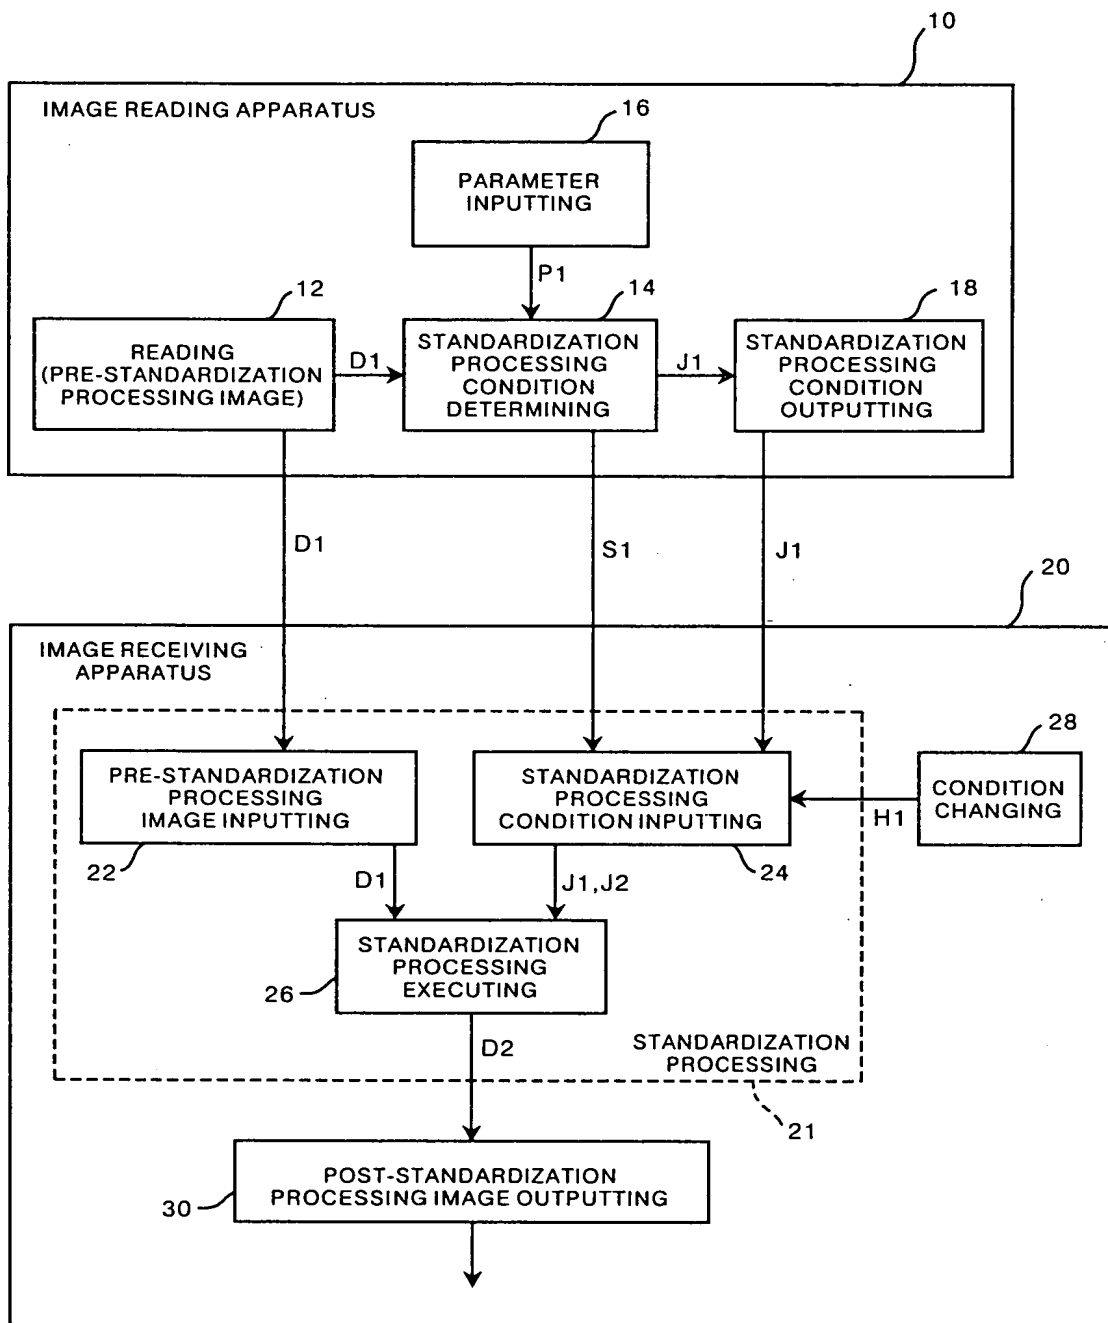 10
IMAGE READING APPARATUS
16
PARAMETER
INPUTTING
P1
12
14
18
READING
(PRE-STANDARDIZATION
PROCESSING IMAGE)
D1
STANDARDIZATION
PROCESSING
CONDITION
DETERMINING
J1
STANDARDIZATION
PROCESSING
CONDITION
OUTPUTTING
D1
S1
J1
20
IMAGE RECEIVING
APPARATUS
28
PRE-STANDARDIZATION
PROCESSING
IMAGE INPUTTING
STANDARDIZATION
PROCESSING
CONDITION INPUTTING
H1
CONDITION
CHANGING
22
D1
J1,J2
24
STANDARDIZATION
PROCESSING
EXECUTING
26
D2
STANDARDIZATION
PROCESSING
21
POST-STANDARDIZATION
PROCESSING IMAGE OUTPUTTING
30